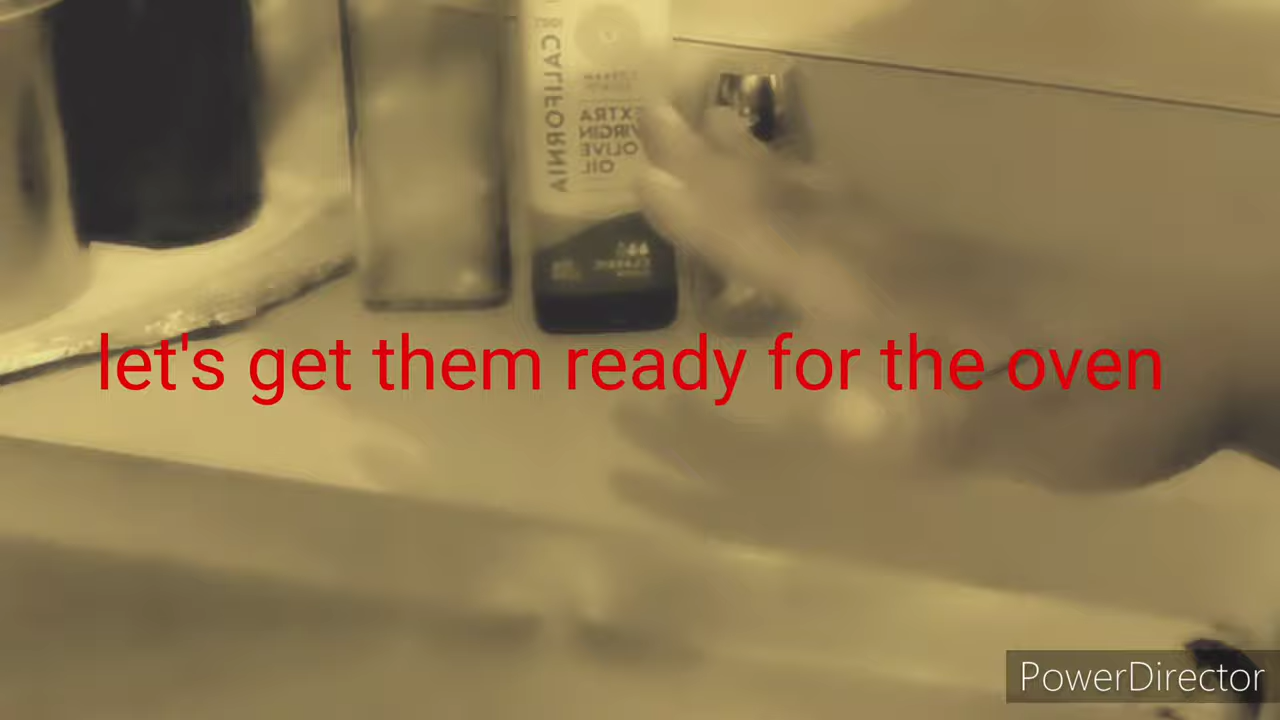 CALIFORNIA
EXTRA
VIRGIN
OLIVE
OIL
let's get them ready for the oven
PowerDirector